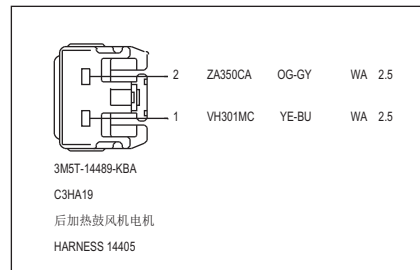 2 ZA350CA OG-GY WA 2.5
1 VH301MC YE-BU WA 2.5
3M5T-14489-KBA
C3HA19
后加热鼓风机电机
HARNESS 14405